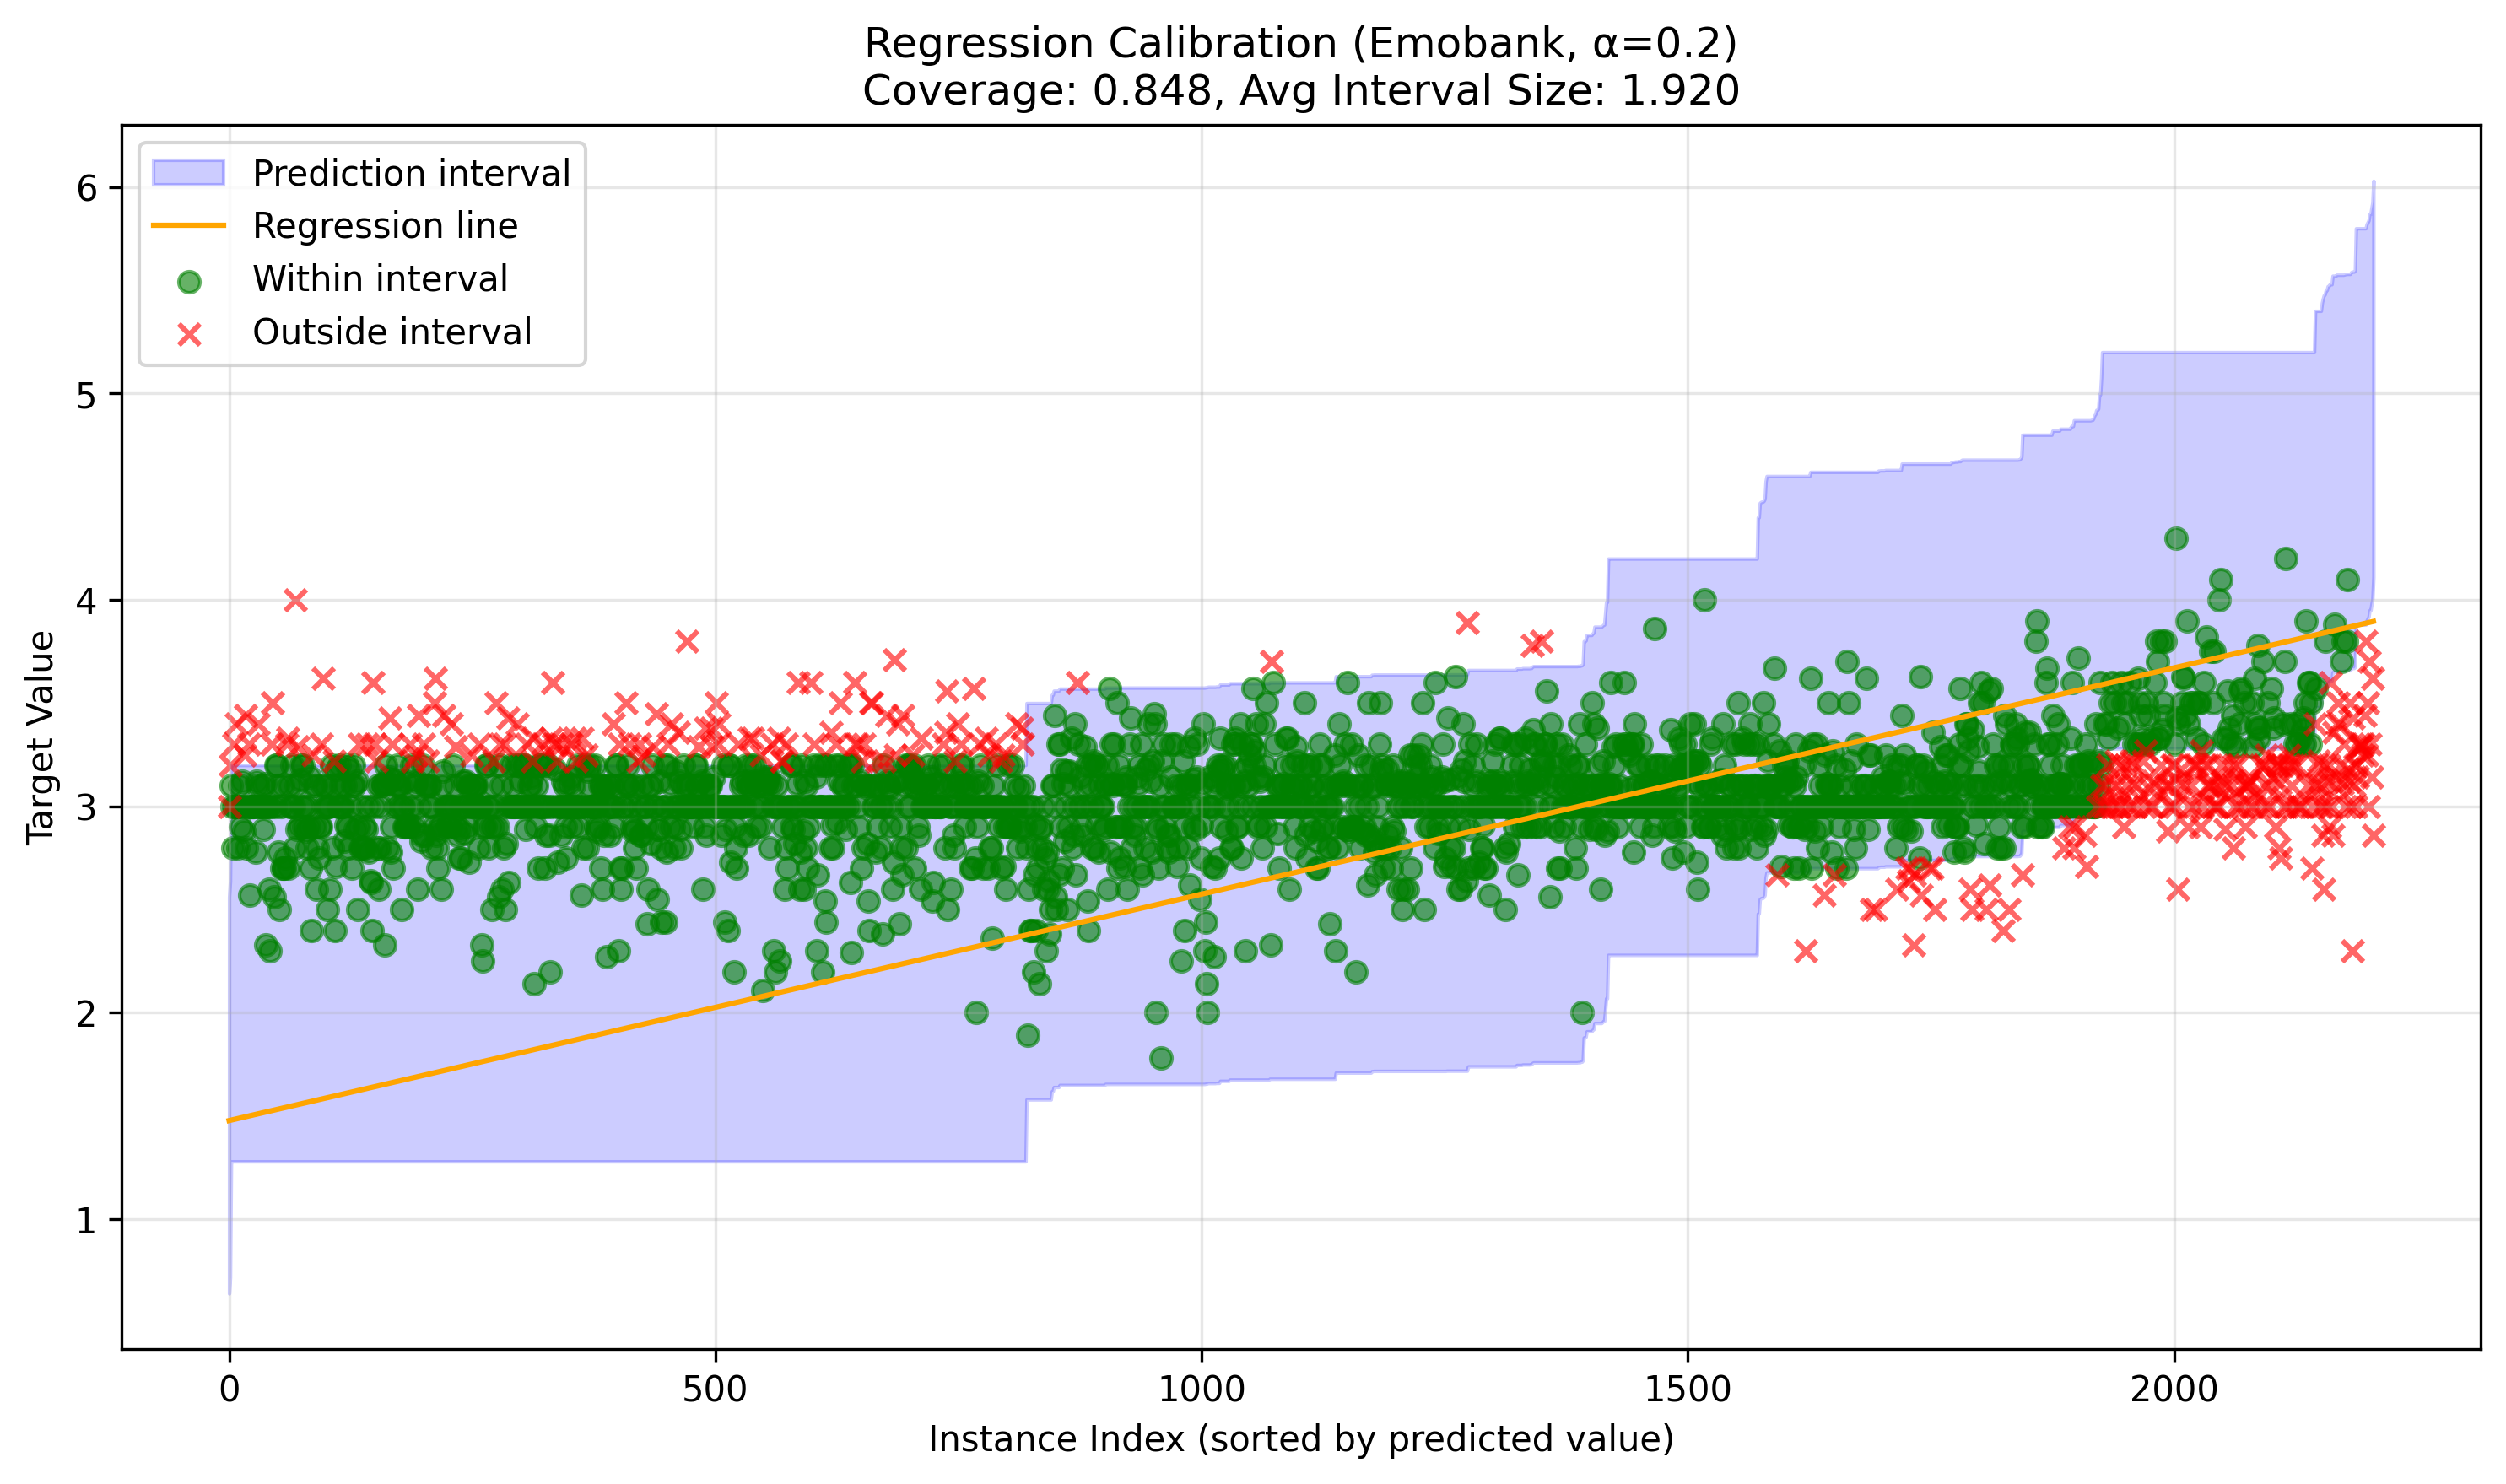 Regression Calibration (Emobank, α=0.2)
Coverage: 0.848, Avg Interval Size: 1.920
Prediction interval
Regression line
Within interval
Outside interval
6
5
4
3
2
1
Target Value
0
500
1000
1500
2000
Instance Index (sorted by predicted value)